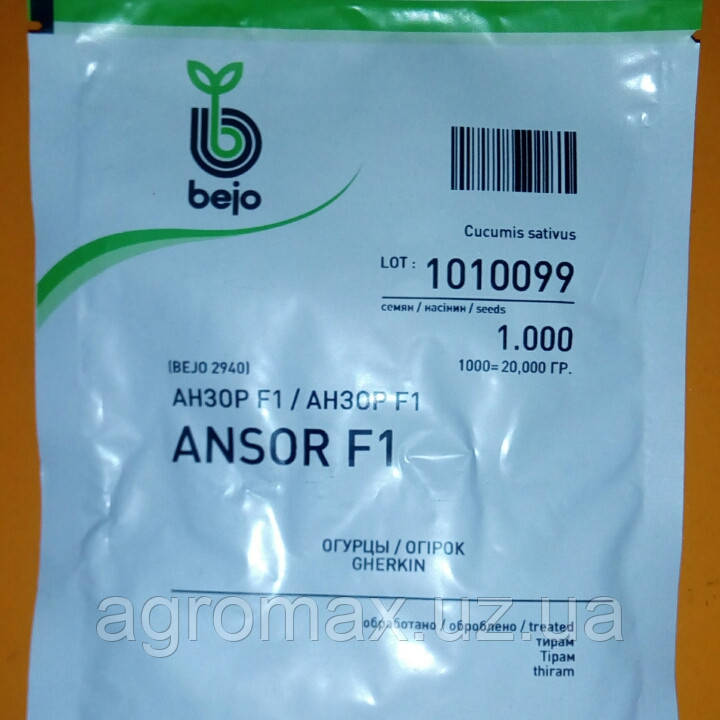 bejo
Cucumis sativus
LOT : 1010099
семян / насінин / seeds
1.000
1000= 20,000 ГР.
(BEJO 2940)
АНЗОР F1 / АНЗОР F1
ANSOR F1
ОГУРЦЫ / ОГІРОК
GHERKIN
agromax.uz.ua
обработано / оброблено / treated
тирам
Тірам
thiram